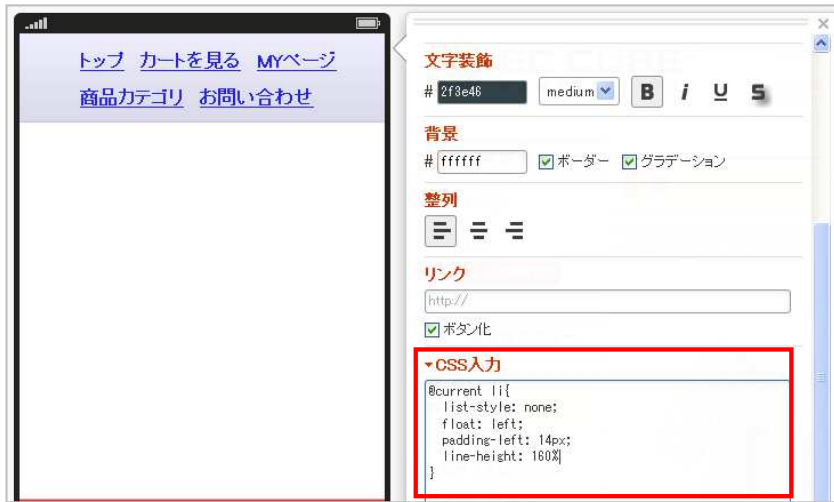 トップ カートを見る MYページ
商品カテゴリ お問い合わせ
文字装飾
# 2f3e46 medium B i U S
背景
# ffffff ボーダー グラデーション
整列
リンク
http://
ボタン化
CSS入力
@current li{
list-style: none;
float: left;
padding-left: 14px;
line-height: 160%
}